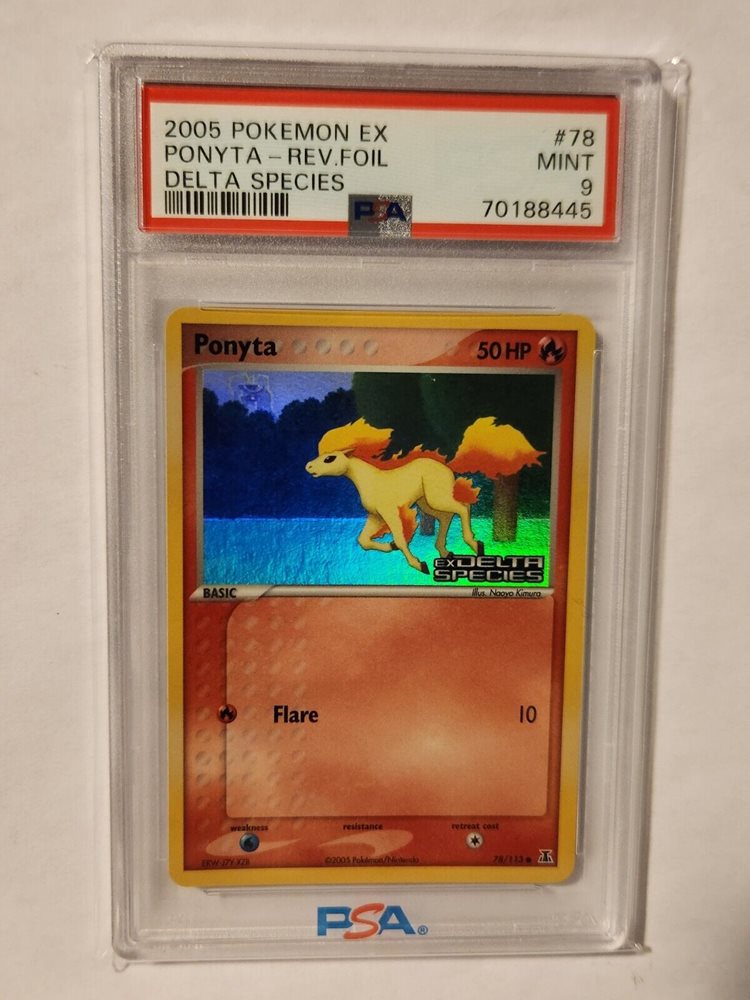 2005 POKEMON EX #78
PONYTA - REV.FOIL MINT
DELTA SPECIES 9
PSA 70188445
Ponyta 50 HP
EX DELTA
SPECIES
BASIC Illus. Naoyo Kimura
Flare 10
weakness resistance retreat cost
©2005 Pokémon/Nintendo 78/113
PSA®